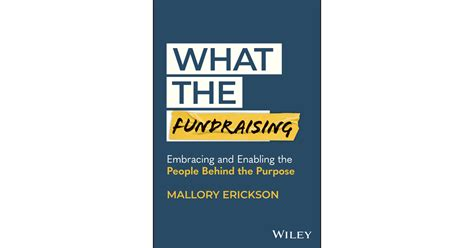 WHAT
THE
FUNDRAISING
Embracing and Enabling the
People Behind the Purpose
MALLORY ERICKSON
WILEY